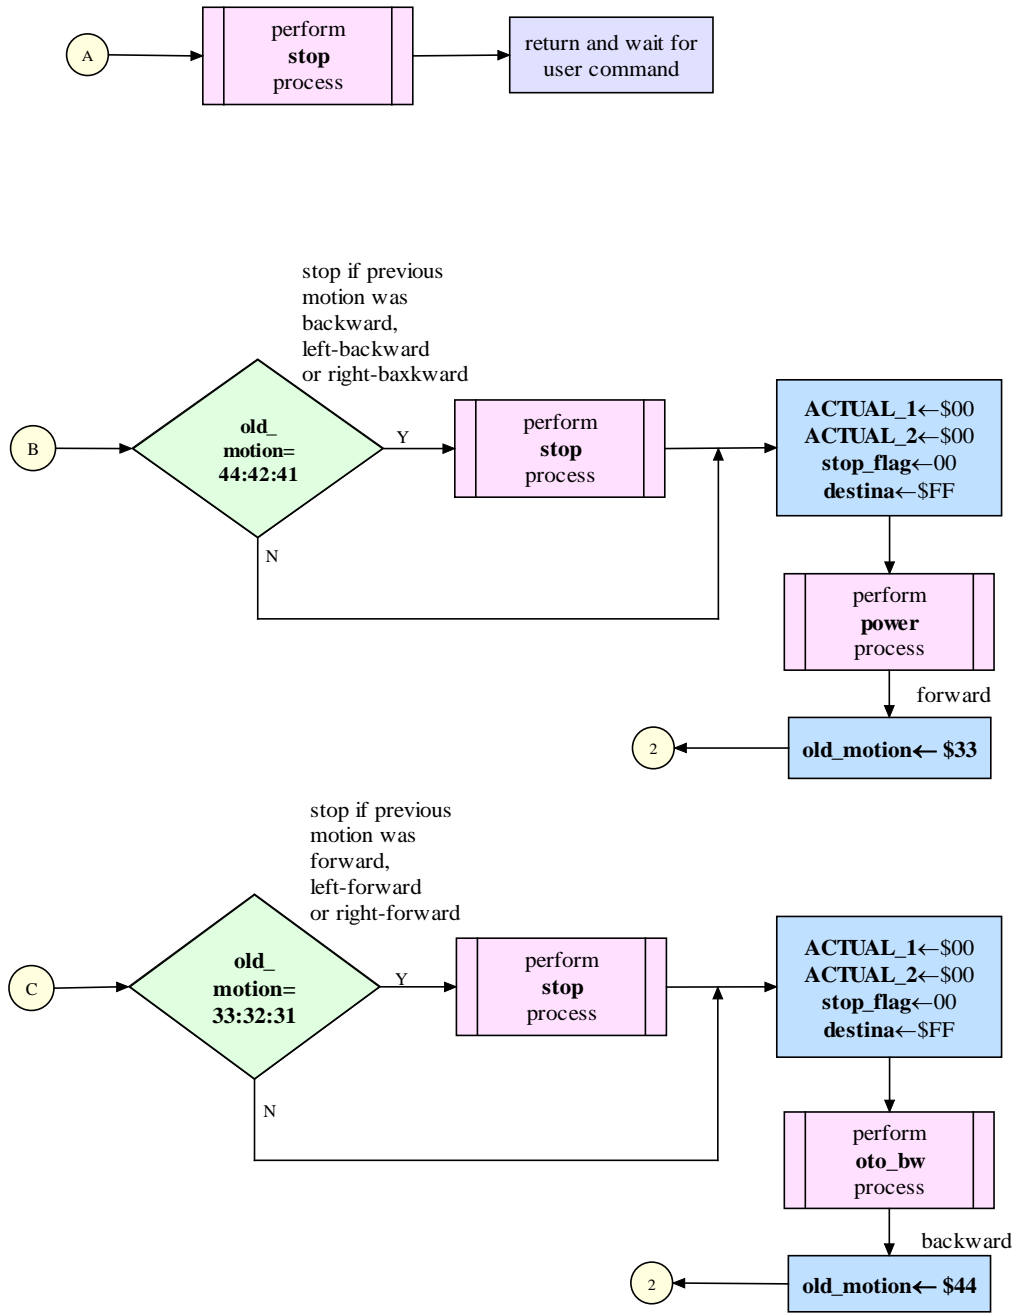 A
perform
stop
process
return and wait for
user command
stop if previous
motion was
backward,
left-backward
or right-baxkward
B
old_
motion=
44:42:41
Y
N
perform
stop
process
ACTUAL_1←$00
ACTUAL_2←$00
stop_flag←00
destina←$FF
perform
power
process
forward
old_motion← $33
2
stop if previous
motion was
forward,
left-forward
or right-forward
C
old_
motion=
33:32:31
Y
N
perform
stop
process
ACTUAL_1←$00
ACTUAL_2←$00
stop_flag←00
destina←$FF
perform
oto_bw
process
backward
old_motion← $44
2